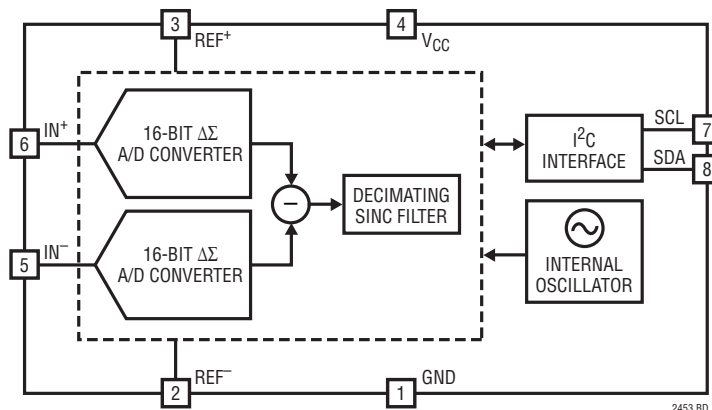 3
REF+
4
VCC
6
IN+
16-BIT ΔΣ
A/D CONVERTER
5
IN−
16-BIT ΔΣ
A/D CONVERTER
−
DECIMATING
SINC FILTER
I2C
INTERFACE
SCL
7
SDA
8
INTERNAL
OSCILLATOR
2
REF−
1
GND
2453 BD